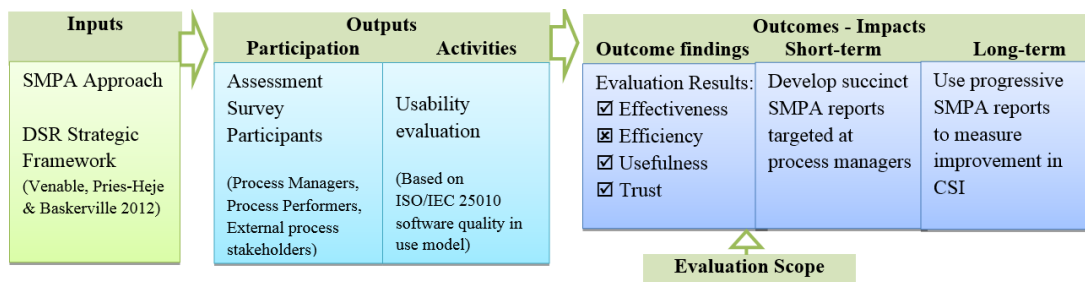 Inputs
SMPA Approach
DSR Strategic
Framework
(Venable, Pries-Heje
& Baskerville 2012)
Outputs
Participation
Activities
Assessment
Survey
Participants
(Process Managers,
Process Performers,
External process
stakeholders)
Usability
evaluation
(Based on
ISO/IEC 25010
software quality in
use model)
Outcomes - Impacts
Outcome findings
Short-term
Long-term
Evaluation Results:
☑ Effectiveness
☒ Efficiency
☑ Usefulness
☑ Trust
Develop succinct
SMPA reports
targeted at
process managers
Use progressive
SMPA reports
to measure
improvement in
CSI
Evaluation Scope